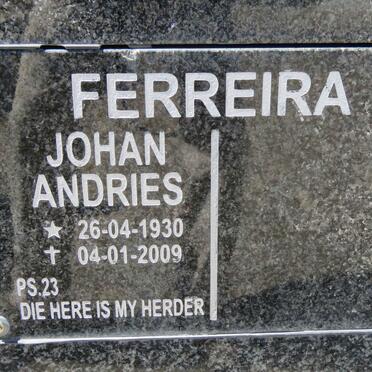 FERREIRA
JOHAN
ANDRIES
★ 26-04-1930
✝ 04-01-2009
PS.23
DIE HERE IS MY HERDER